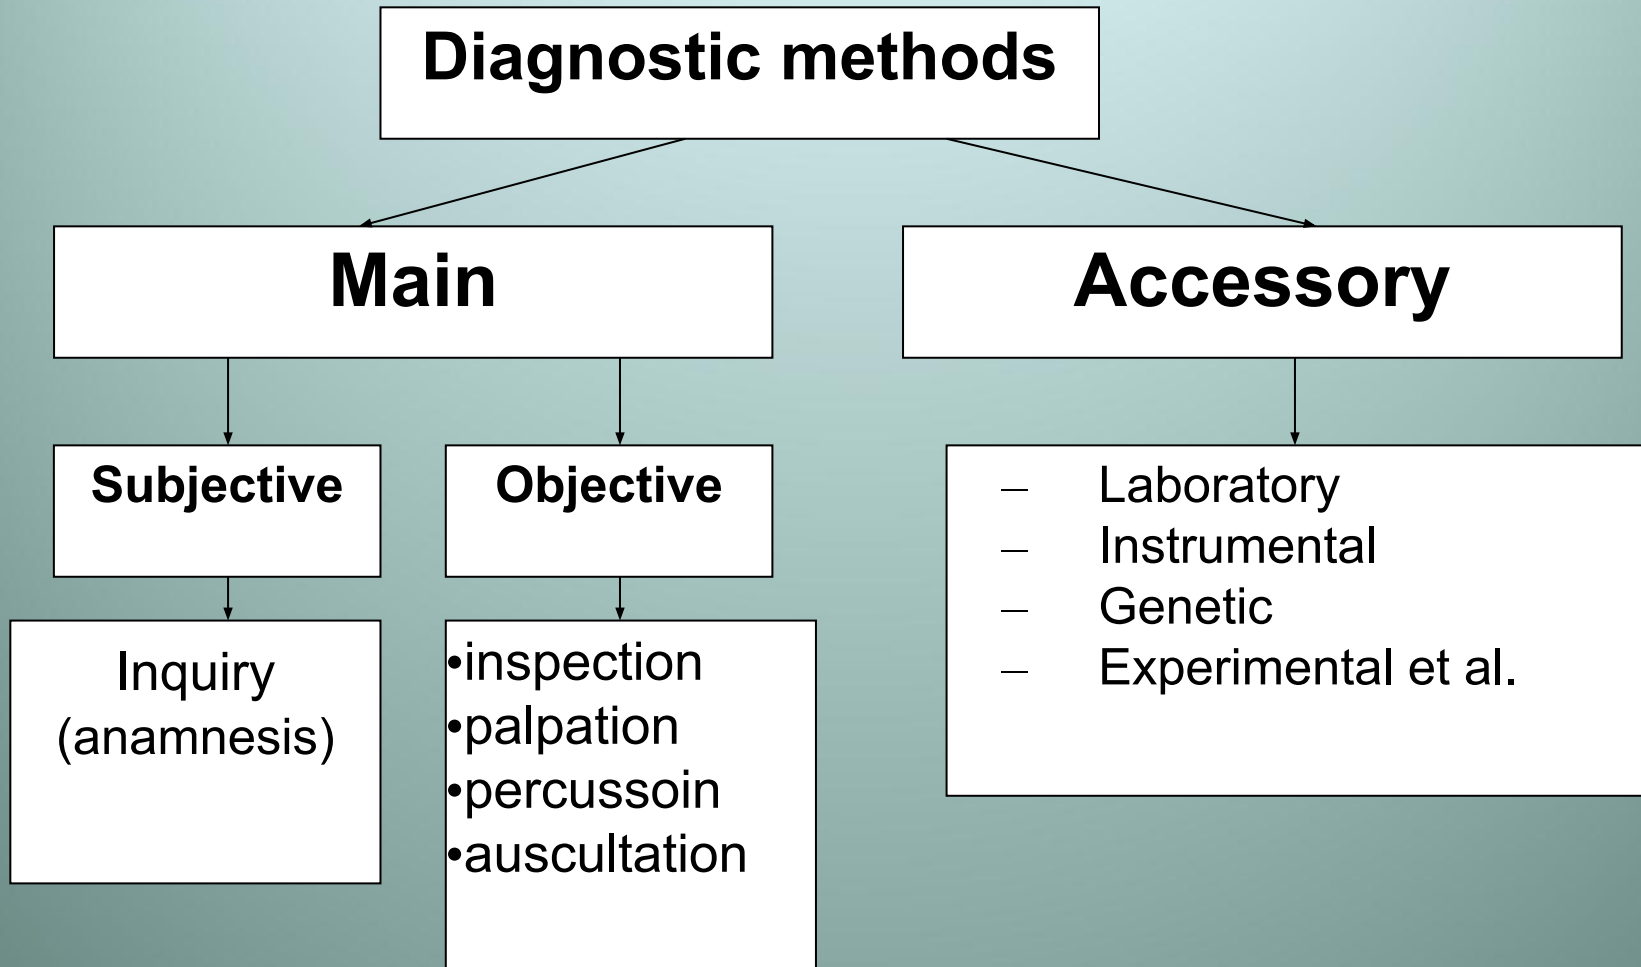 Diagnostic methods
Main
Accessory
Subjective
Objective
Inquiry
(anamnesis)
•inspection
•palpation
•percussoin
•auscultation
– Laboratory
– Instrumental
– Genetic
– Experimental et al.